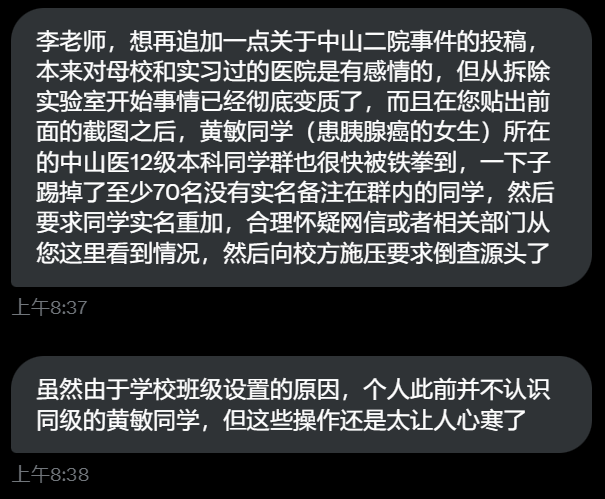 李老师，想再追加一点关于中山二院事件的投稿，
本来对母校和实习过的医院是有感情的，但从拆除
实验室开始事情已经彻底变质了，而且在您贴出前
面的截图之后，黄敏同学（患胰腺癌的女生）所在
的中山医12级本科同学群也很快被铁拳到，一下子
踢掉了至少70名没有实名备注在群内的同学，然后
要求同学实名重加，合理怀疑网信或者相关部门从
您这里看到情况，然后向校方施压要求倒查源头了
上午8:37
虽然由于学校班级设置的原因，个人此前并不认识
同级的黄敏同学，但这些操作还是太让人心寒了
上午8:38